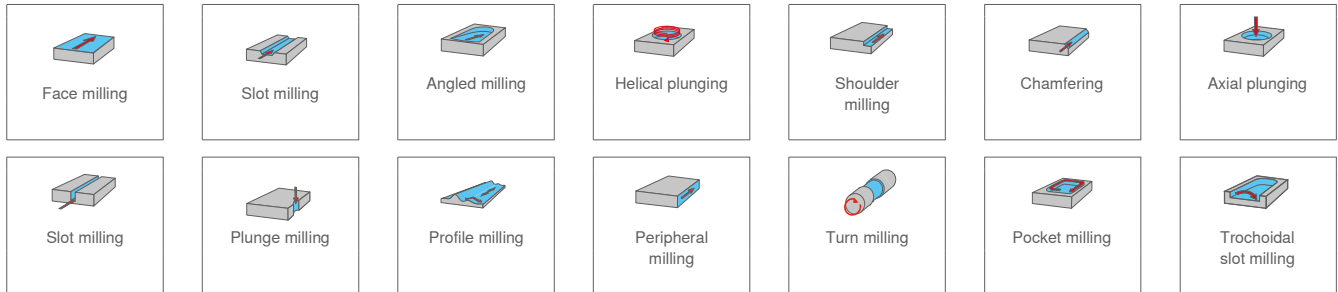 Face milling
Slot milling
Angled milling
Helical plunging
Shoulder
milling
Chamfering
Axial plunging
Slot milling
Plunge milling
Profile milling
Peripheral
milling
Turn milling
Pocket milling
Trochoidal
slot milling